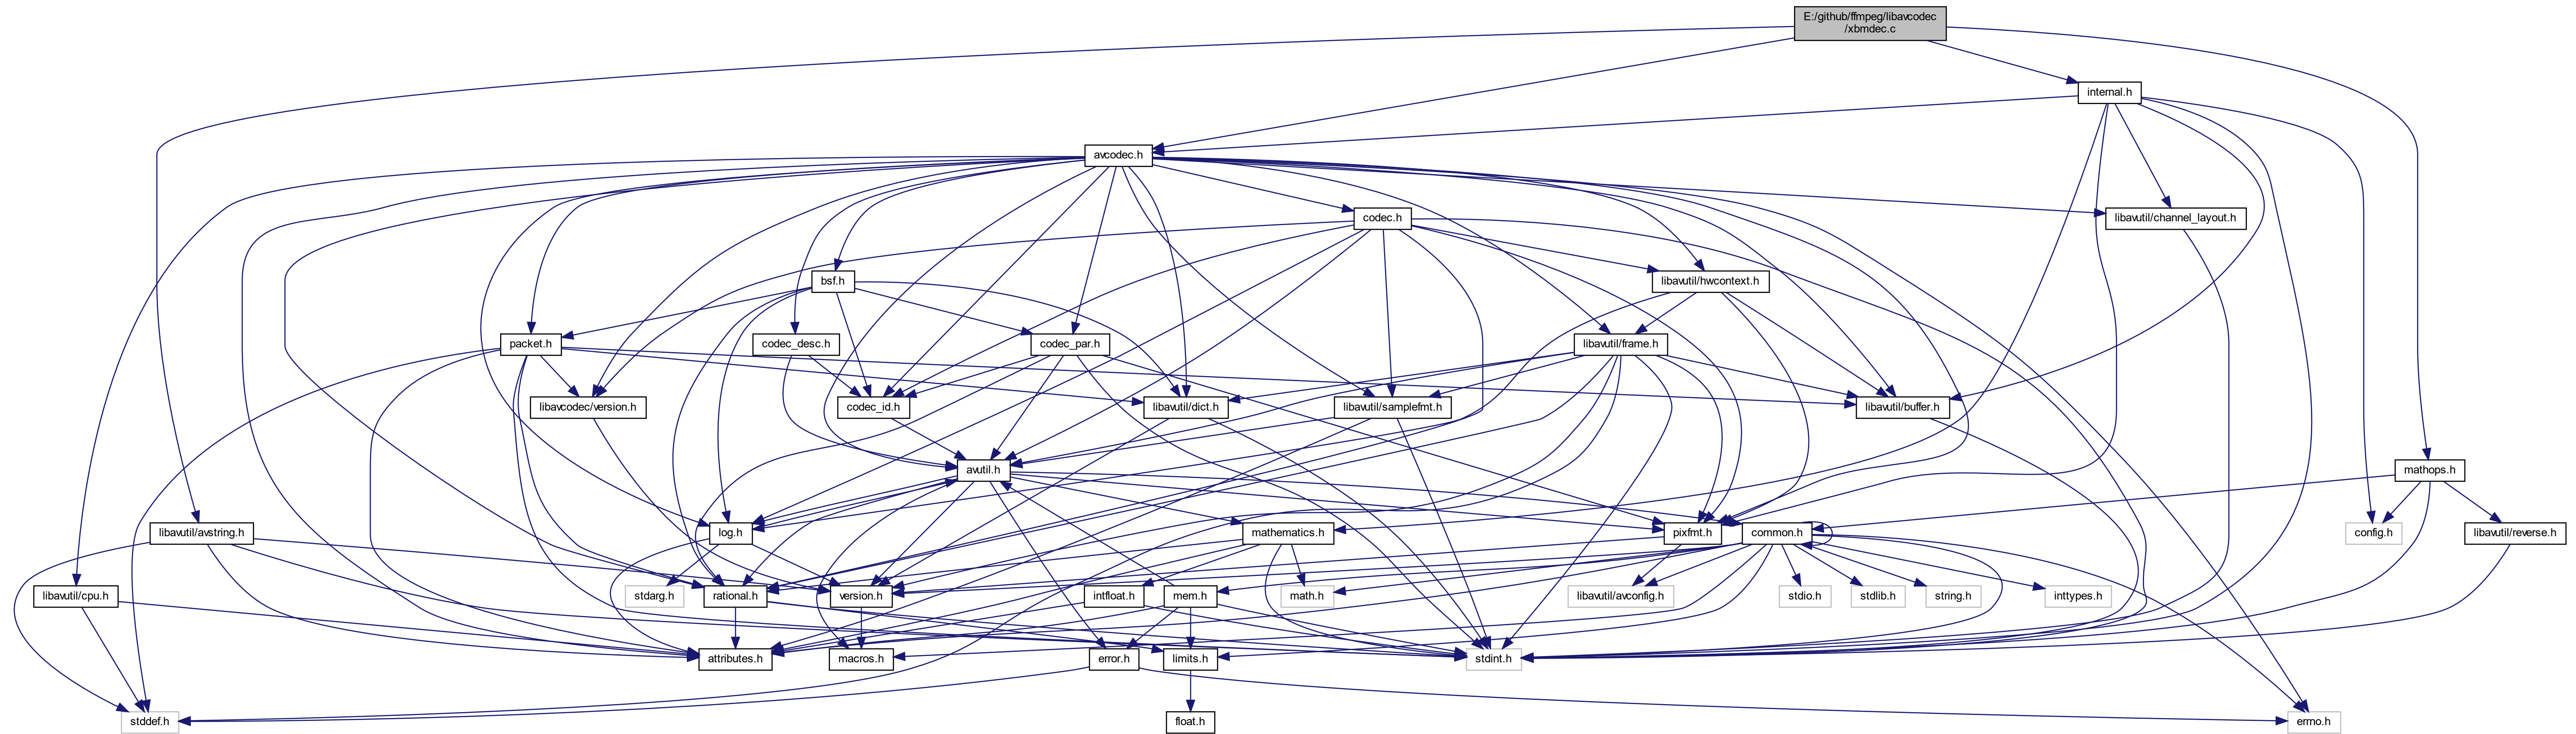 E:/github/ffmpeg/libavcodec
/xbmdec.c
internal.h
avcodec.h
codec.h
libavutil/channel_layout.h
bsf.h
libavutil/hwcontext.h
packet.h
codec_desc.h
codec_par.h
libavutil/frame.h
libavcodec/version.h
codec_id.h
libavutil/dict.h
libavutil/samplefmt.h
libavutil/buffer.h
avutil.h
mathops.h
libavutil/avstring.h
log.h
mathematics.h
pixfmt.h
common.h
config.h
libavutil/reverse.h
libavutil/cpu.h
stdarg.h
rational.h
version.h
intfloat.h
mem.h
math.h
libavutil/avconfig.h
stdio.h
stdlib.h
string.h
inttypes.h
attributes.h
macros.h
error.h
limits.h
stdint.h
stddef.h
float.h
errno.h